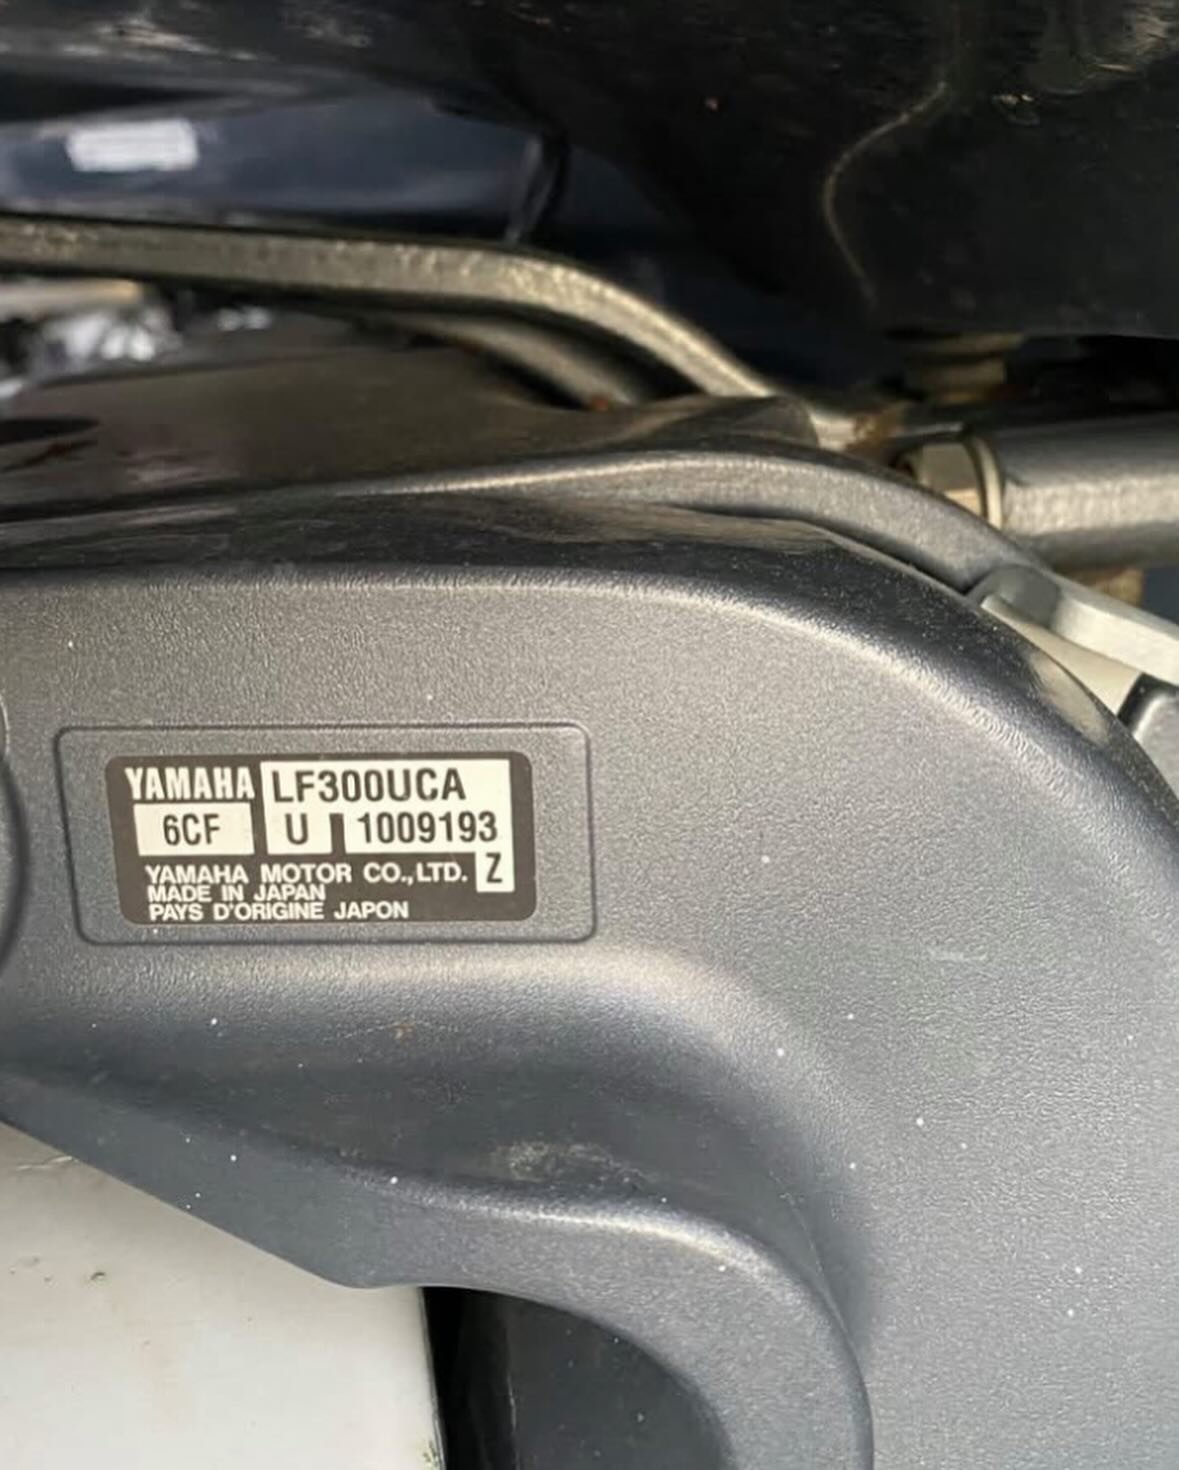 YAMAHA LF300UCA
6CF U 1009193
YAMAHA MOTOR CO.,LTD. Z
MADE IN JAPAN
PAYS D'ORIGINE JAPON